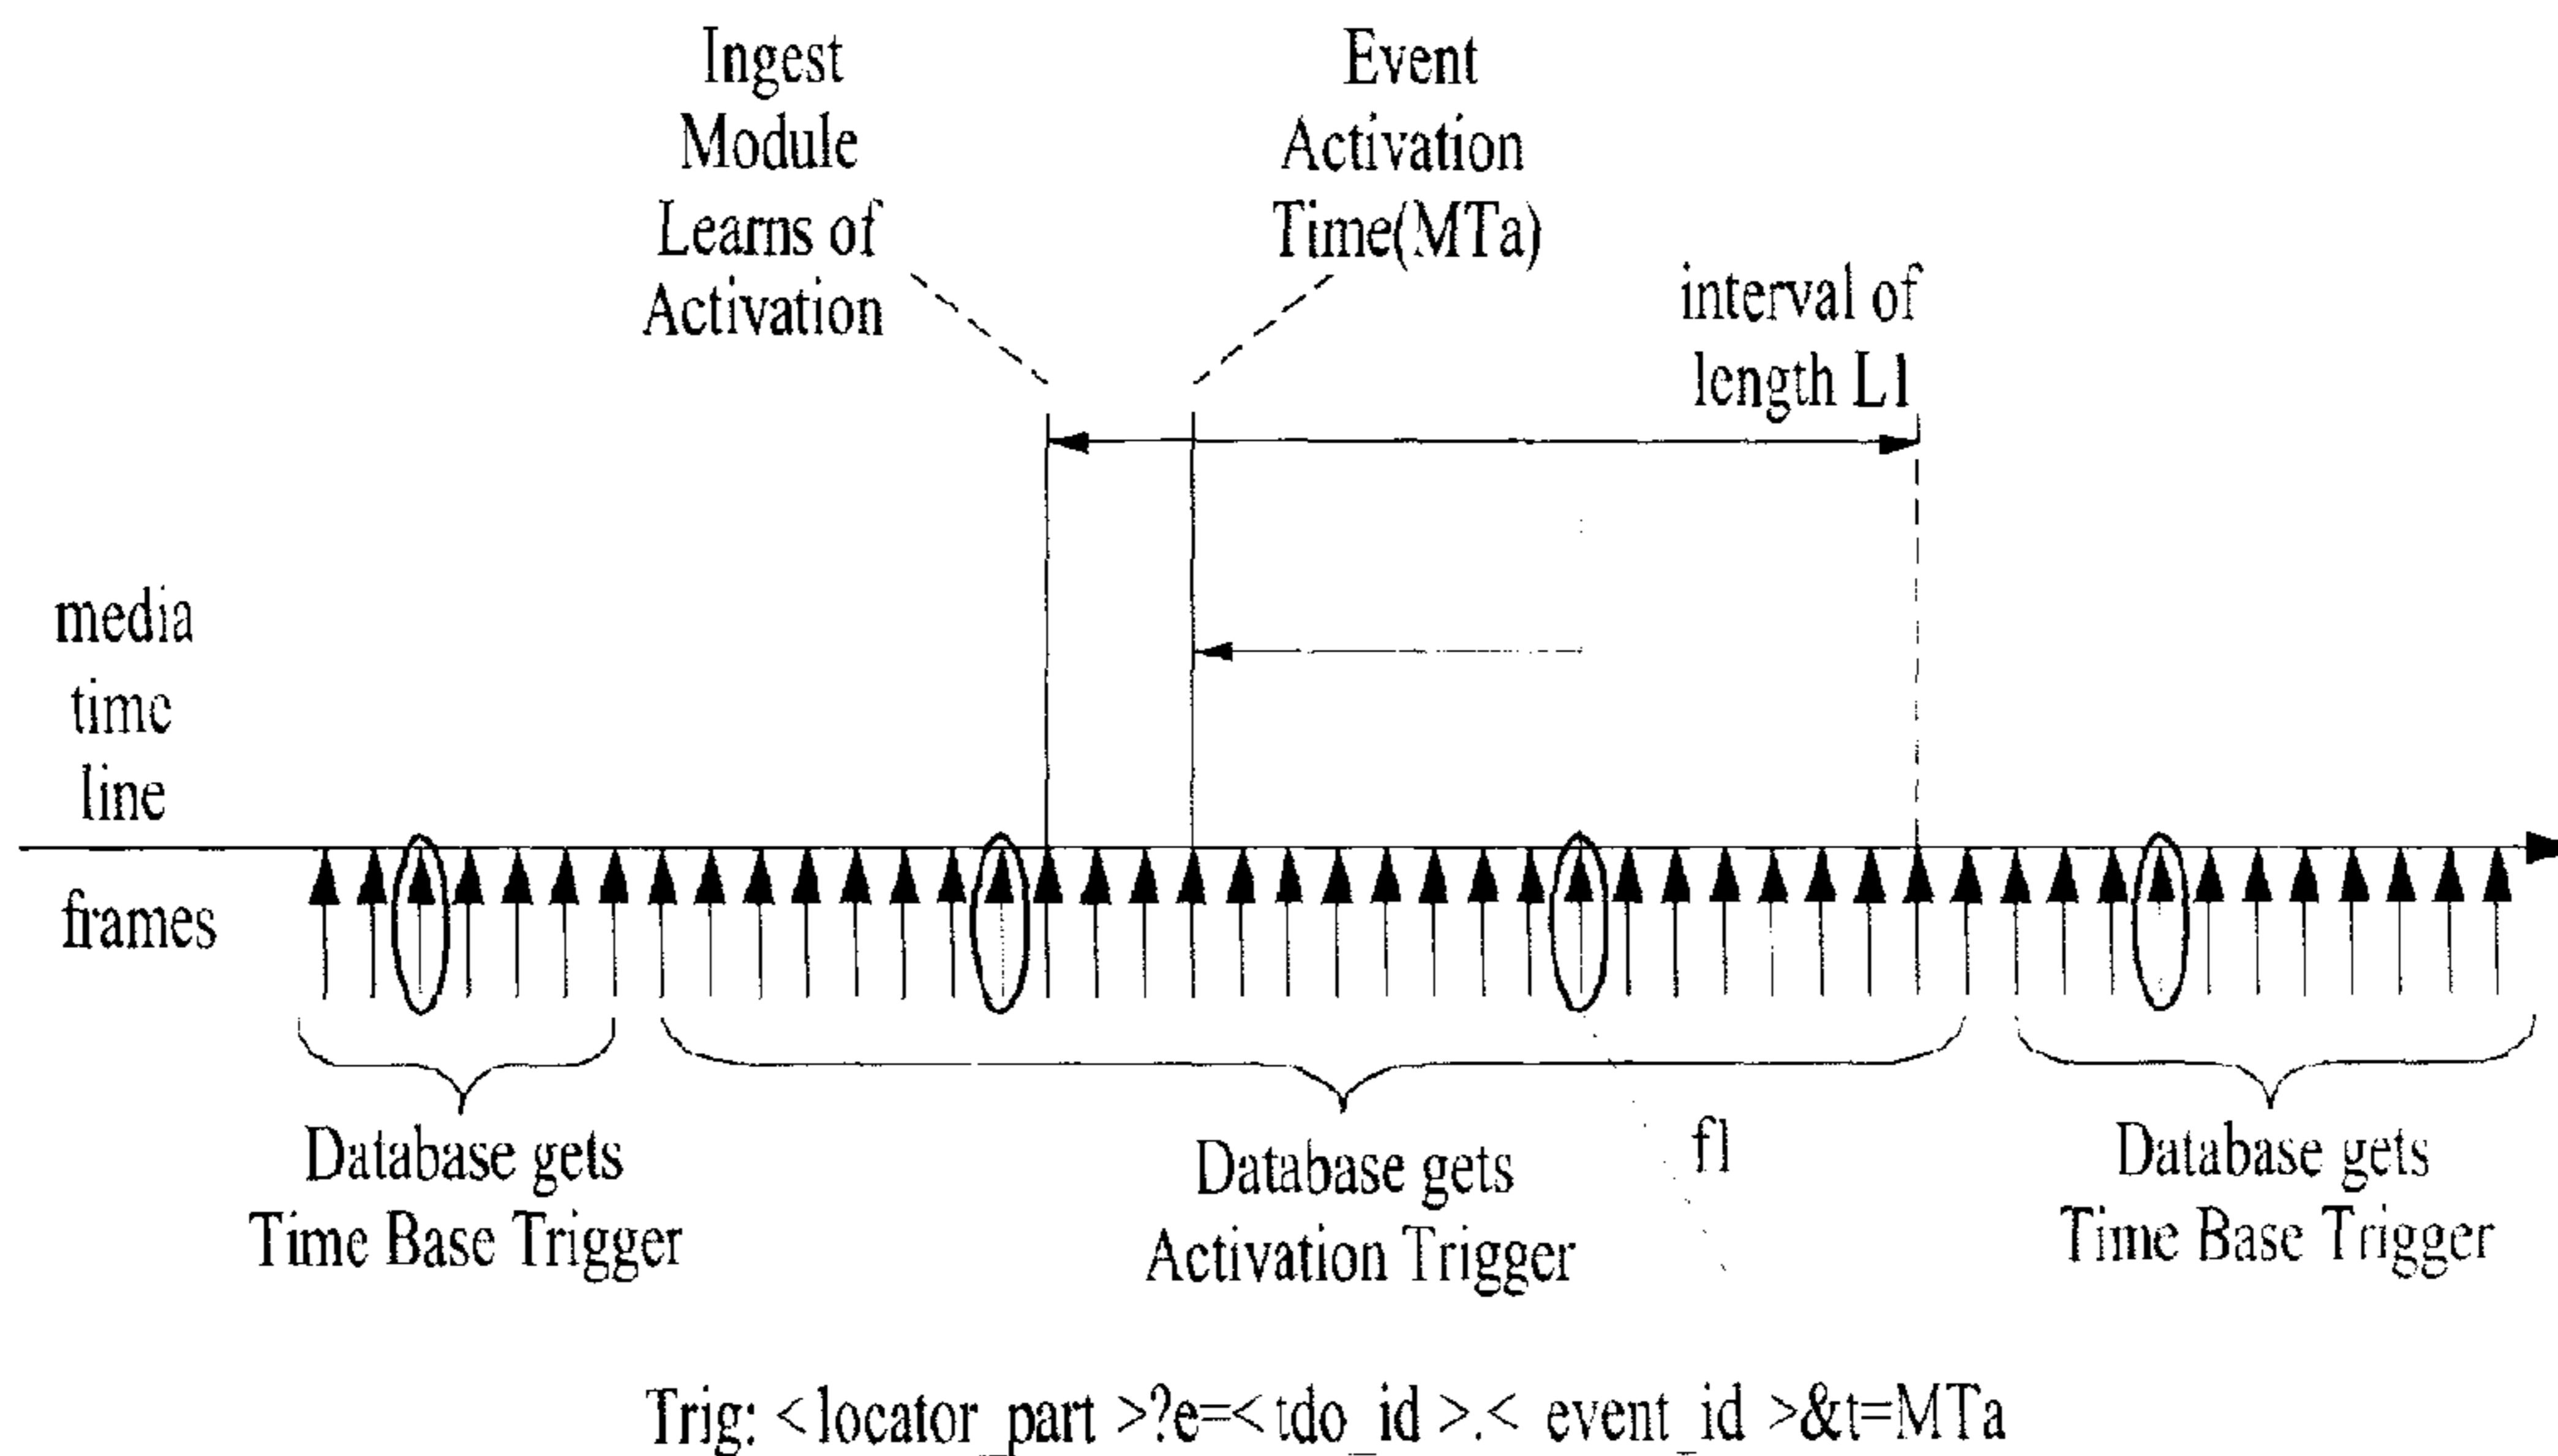 Ingest
Module
Learns of
Activation
Event
Activation
Time(MTa)
interval of
length L1
media
time
line
frames
Database gets
Time Base Trigger
Database gets
Activation Trigger
f1
Database gets
Time Base Trigger
Trig: <locator_part >?e=<tdo_id >.< event_id >&t=MTa